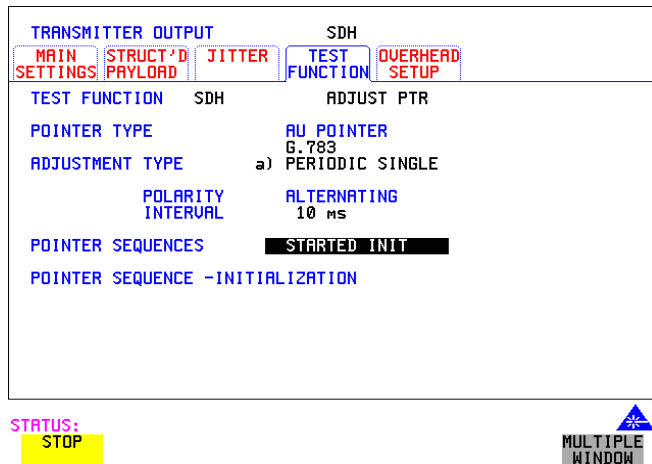 TRANSMITTER OUTPUT SDH
MAIN SETTINGS STRUCT'D PAYLOAD JITTER TEST FUNCTION OVERHEAD SETUP
TEST FUNCTION SDH ADJUST PTR
POINTER TYPE AU POINTER
G.783
ADJUSTMENT TYPE a) PERIODIC SINGLE
POLARITY ALTERNATING
INTERVAL 10 ms
POINTER SEQUENCES STARTED INIT
POINTER SEQUENCE -INITIALIZATION
STATUS:
STOP
MULTIPLE
WINDOW